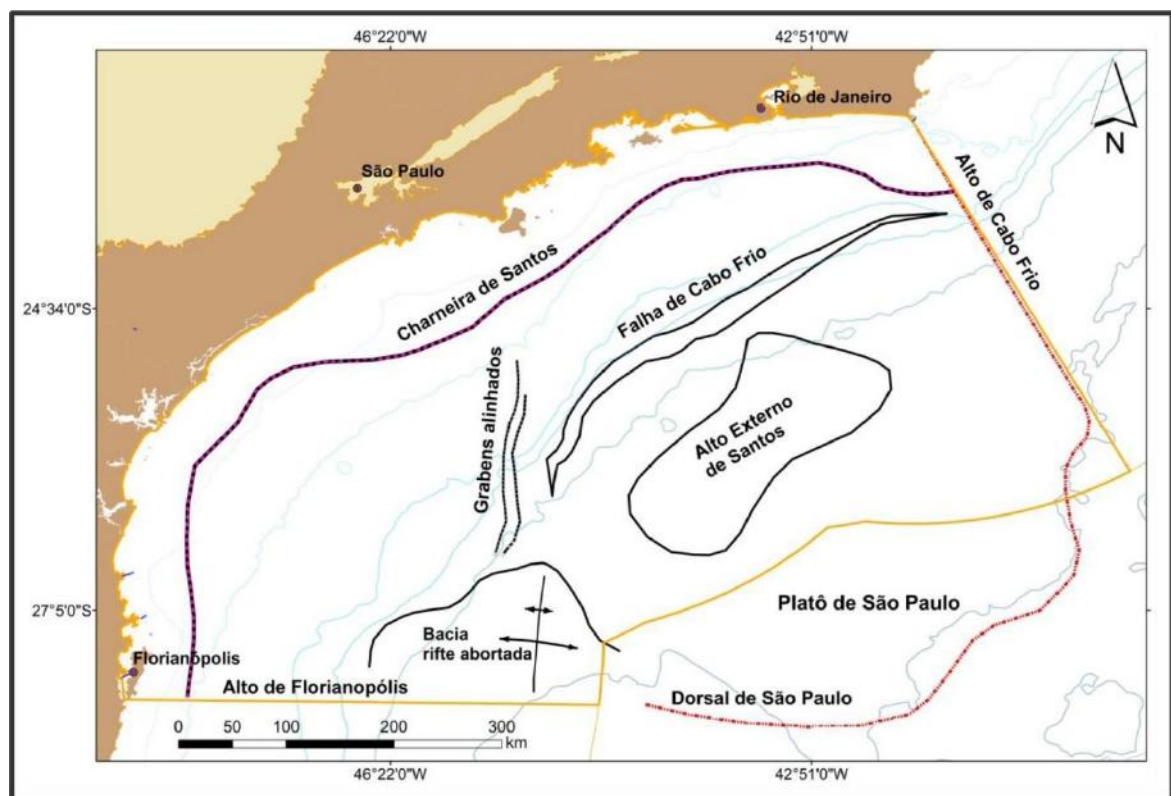 46°22'0"W
42°51'0"W
Rio de Janeiro
N
São Paulo
Alto de Cabo Frio
Charneira de Santos
Falha de Cabo Frio
24°34'0"S
Grabens alinhados
Alto Externo
de Santos
27°50'0"S
Platô de São Paulo
Bacia
rifte abortada
Florianópolis
Alto de Florianopólis
Dorsal de São Paulo
0 50 100 200 300
km
46°22'0"W
42°51'0"W